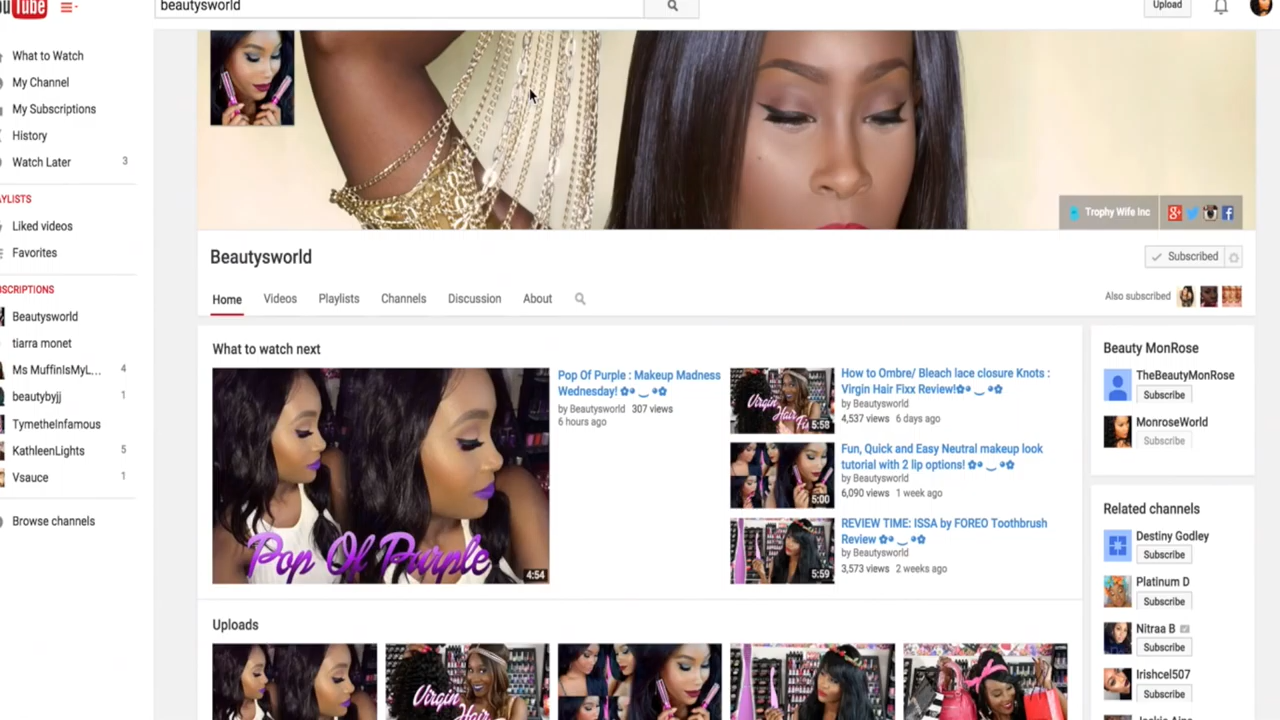 Tube
beautysworld
Upload
What to Watch
My Channel
My Subscriptions
History
Watch Later 3
AYLISTS
Liked videos
Favorites
BSCRIPTIONS
Beautysworld
tiarra monet
Ms MuffinIsMyL... 4
beautybyjj 1
TymetheInfamous
KathleenLights 5
Vsauce 1
Browse channels
Trophy Wife Inc
Beautysworld
Subscribed
Home Videos Playlists Channels Discussion About
Also subscribed
What to watch next
Pop Of Purple
4:54
Pop Of Purple : Makeup Madness
Wednesday! ✿◕ ‿ ◕✿
by Beautysworld 307 views
6 hours ago
Virgin
Hair Fix
5:58
How to Ombre/ Bleach lace closure Knots :
Virgin Hair Fixx Review!✿◕ ‿ ◕✿
by Beautysworld
4,537 views 6 days ago
5:00
Fun, Quick and Easy Neutral makeup look
tutorial with 2 lip options! ✿◕ ‿ ◕✿
by Beautysworld
6,090 views 1 week ago
5:59
REVIEW TIME: ISSA by FOREO Toothbrush
Review ✿◕ ‿ ◕✿
by Beautysworld
3,573 views 2 weeks ago
Uploads
Virgin
Beauty MonRose
TheBeautyMonRose
Subscribe
MonroseWorld
Subscribe
Related channels
Destiny Godley
Subscribe
Platinum D
Subscribe
Nitraa B
Subscribe
Irishcel507
Subscribe